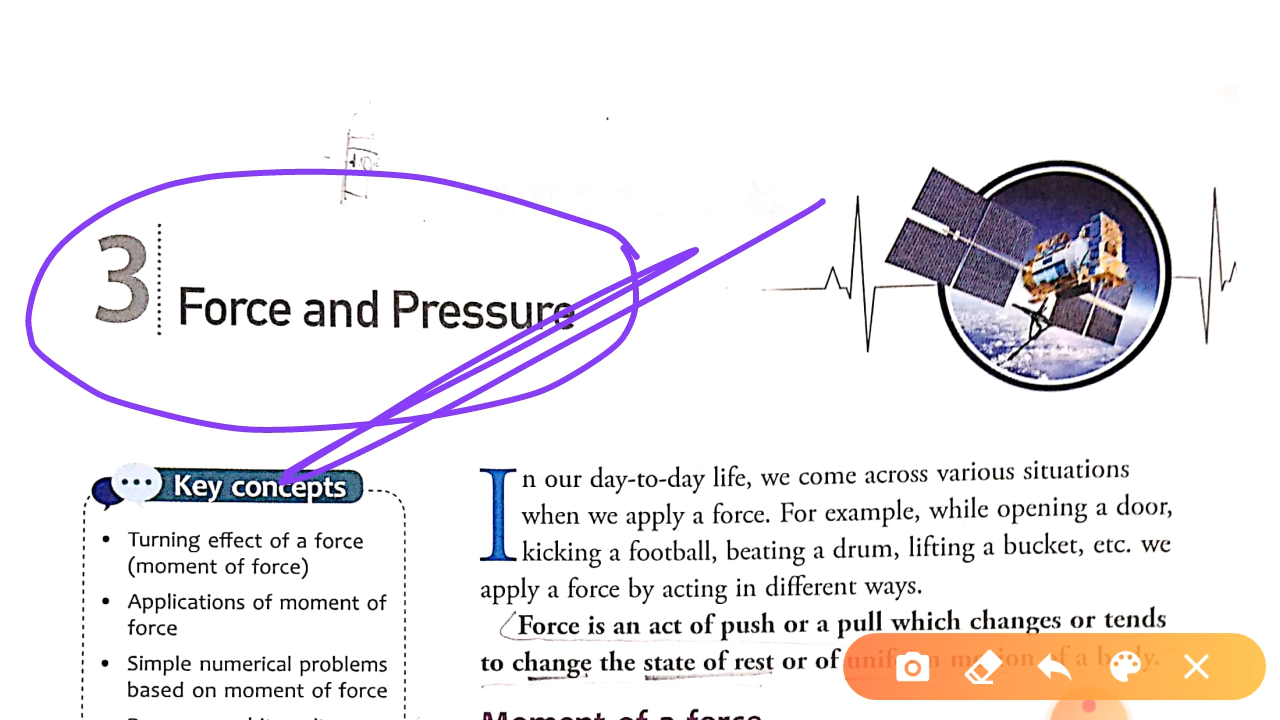 3
Force and Pressure
Key concepts
• Turning effect of a force
(moment of force)
• Applications of moment of
force
• Simple numerical problems
based on moment of force
In our day-to-day life, we come across various situations
when we apply a force. For example, while opening a door,
kicking a football, beating a drum, lifting a bucket, etc. we
apply a force by acting in different ways.
Force is an act of push or a pull which changes or tends
to change the state of rest or of uniform motion of a body.
Moment of a force